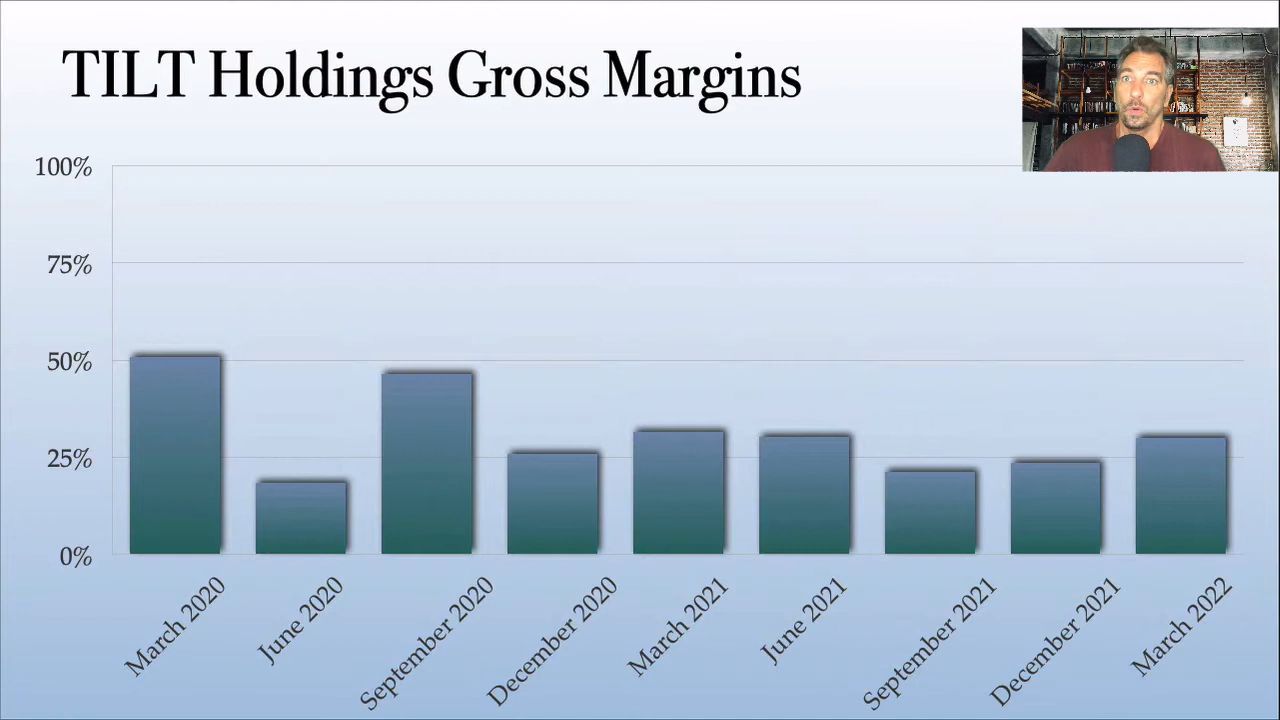 TILT Holdings Gross Margins
100%
75%
50%
25%
0%
March 2020
June 2020
September 2020
December 2020
March 2021
June 2021
September 2021
December 2021
March 2022